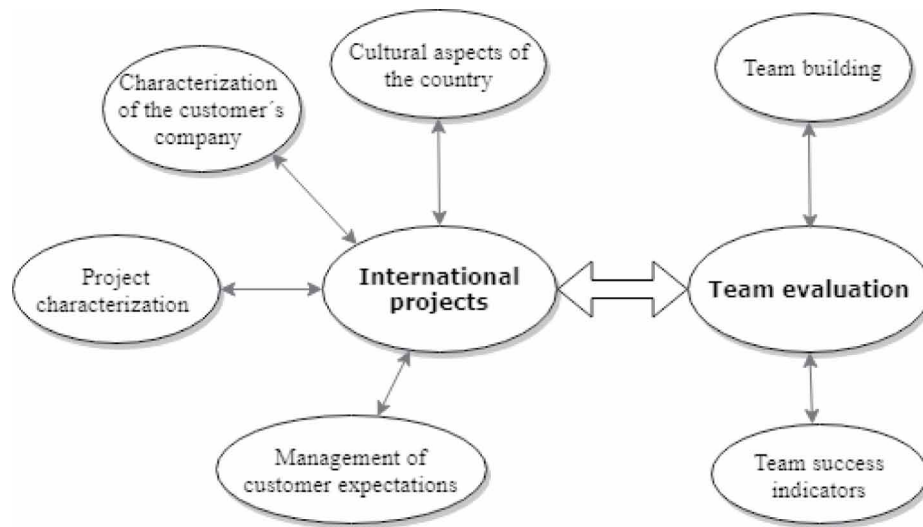 Cultural aspects of
the country
Team building
Characterization
of the customer´s
company
Project
characterization
International
projects
Team evaluation
Management of
customer expectations
Team success
indicators